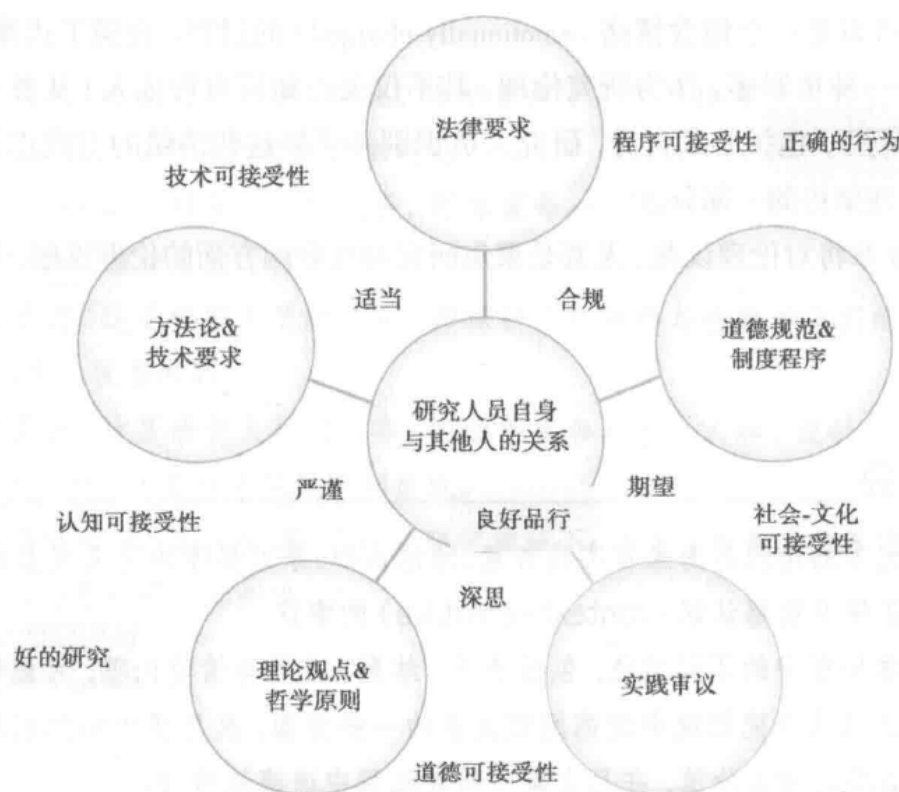 法律要求
程序可接受性 正确的行为
技术可接受性
适当
合规
方法论&
技术要求
道德规范&
制度程序
研究人员自身
与其他人的关系
严谨
期望
认知可接受性
良好品行
社会-文化
可接受性
深思
好的研究
理论观点&
哲学原则
实践审议
道德可接受性